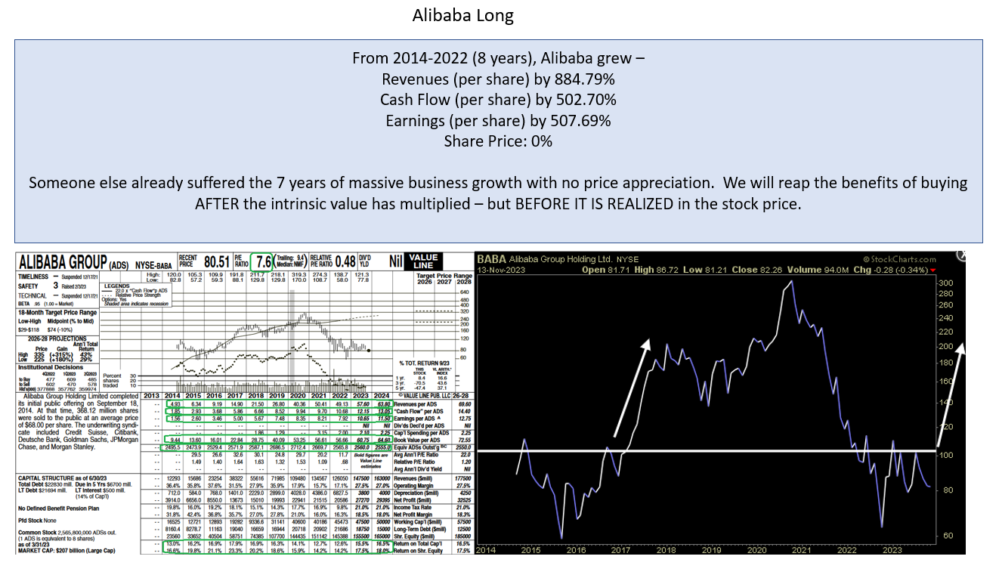 Alibaba Long
From 2014-2022 (8 years), Alibaba grew –
Revenues (per share) by 884.79%
Cash Flow (per share) by 502.70%
Earnings (per share) by 507.69%
Share Price: 0%
Someone else already suffered the 7 years of massive business growth with no price appreciation.  We will reap the benefits of buying
AFTER the intrinsic value has multiplied – but BEFORE IT IS REALIZED in the stock price.
ALIBABA GROUP (ADS) NYSE-BABA RECENT PRICE 80.51 P/E RATIO 7.6 (Trailing: 9.4 Median: NMF) RELATIVE P/E RATIO 0.48 DIV'D YLD Nil VALUE LINE
TIMELINESS – Suspended 12/17/21
SAFETY 3 Raised 2/3/23
TECHNICAL – Suspended 12/17/21
BETA .95 (1.00 = Market)
18-Month Target Price Range
Low-High Midpoint (% to Mid)
$29-$118 $74 (-10%)
2026-28 PROJECTIONS
Ann'l Total
Price Gain Return
High 335 (+315%) 43%
Low 225 (+180%) 29%
Institutional Decisions
4Q2022 1Q2023 2Q2023
to Buy 477 609 485
to Sell 602 470 578
Hld's(000) 377888 357762 359974
High: 120.0 105.3 109.9 191.8 211.7 218.1 319.3 274.3 138.7 121.3
Low: 82.8 57.2 59.3 88.1 129.8 129.8 170.0 108.7 58.0 77.8
LEGENDS
22.0 x "Cash Flow" p ADS
Relative Price Strength
Options: Yes
Shaded area indicates recession
Target Price Range
2026 2027 2028
640
480
400
320
240
200
160
120
80
60
Percent 30
shares 20
traded 10
% TOT. RETURN 9/23
THIS STOCK VL ARITH.* INDEX
1 yr. 8.4 16.6
3 yr. -70.5 43.6
5 yr. -47.4 37.1
Alibaba Group Holding Limited completed
its initial public offering on September 18,
2014. At that time, 368.12 million shares
were sold to the public at an average price
of $68.00 per share. The underwriting syndi-
cate included Credit Suisse, Citibank,
Deutsche Bank, Goldman Sachs, JPMorgan
Chase, and Morgan Stanley.
CAPITAL STRUCTURE as of 6/30/23
Total Debt $22830 mill. Due in 5 Yrs $6700 mill.
LT Debt $21694 mill. LT Interest $500 mill.
(14% of Cap'l)
No Defined Benefit Pension Plan
Pfd Stock None
Common Stock 2,565,800,000 ADS out.
(1 ADS is equivalent to 8 shares)
as of 3/31/23
MARKET CAP: $207 billion (Large Cap)
2013 2014 2015 2016 2017 2018 2019 2020 2021 2022 2023 2024 © VALUE LINE PUB. LLC 26-28
-- 4.93 6.34 9.19 14.90 21.50 26.80 40.36 50.41 49.13 57.60 63.80 Revenues per ADS 69.60
-- 1.85 2.93 3.68 5.86 6.66 8.52 9.94 9.70 10.68 12.15 13.05 "Cash Flow" per ADS 14.40
-- 1.56 2.60 3.46 5.00 5.67 7.48 8.35 8.21 7.92 10.65 11.50 Earnings per ADS A 12.75
-- -- -- -- -- -- -- -- -- -- Nil Nil Div'ds Decl'd per ADS Nil
-- -- -- -- -- 1.86 1.29 -- 3.15 2.00 2.10 2.25 Cap'l Spending per ADS 2.25
-- 9.44 13.60 16.01 22.84 28.75 40.09 53.25 56.61 56.66 60.75 64.60 Book Value per ADS 72.55
-- 2495.5 2473.9 2529.4 2571.9 2587.1 2686.5 2712.4 2669.7 2565.8 2560.0 2555.0 Equiv ADSs Outst'g BC 2550.0
-- -- 29.5 26.6 32.6 30.1 24.8 29.7 20.2 11.7 Bold figures are Value Line estimates Avg Ann'l P/E Ratio 22.0
-- -- 1.49 1.40 1.64 1.63 1.32 1.53 1.09 .68 Relative P/E Ratio 1.20
-- -- -- -- -- -- -- -- -- -- Avg Ann'l Div'd Yield Nil
-- 12293 15686 23254 38322 55616 71985 109480 134567 126050 147500 163000 Revenues ($mill) 177500
-- 36.4% 35.8% 37.6% 31.5% 27.9% 35.9% 17.9% 15.7% 17.1% 27.5% 27.0% Operating Margin 27.5%
-- 712.0 584.0 768.0 1401.0 2229.0 2899.0 4028.0 4386.0 6827.5 3800 4000 Depreciation ($mill) 4250
-- 3914.0 6656.0 8550.0 13673 15010 19993 22941 21515 20586 27270 29395 Net Profit ($mill) 32525
-- 19.8% 16.0% 19.2% 18.1% 15.1% 14.3% 17.7% 16.9% 9.8% 21.0% 21.0% Income Tax Rate 21.0%
-- 31.8% 42.4% 36.8% 35.7% 27.0% 27.8% 21.0% 16.0% 16.3% 18.5% 18.0% Net Profit Margin 18.5%
-- 16525 12721 12893 19282 9336.6 31141 40600 40186 45473 47500 50000 Working Cap'l ($mill) 57500
-- 8160.4 8278.7 11163 19040 16659 16944 20718 20902 21686 18750 15000 Long-Term Debt ($mill) 12500
-- 23560 33652 40504 58751 74385 107700 144435 151142 145388 155500 165000 Shr. Equity ($mill) 185000
-- 13.0% 16.2% 16.9% 17.9% 16.9% 16.3% 14.1% 12.7% 12.6% 15.5% 16.5% Return on Total Cap'l 16.5%
-- 16.6% 19.8% 21.1% 23.3% 20.2% 18.6% 15.9% 14.2% 14.2% 17.5% 18.0% Return on Shr. Equity 17.5%
BABA Alibaba Group Holding Ltd. NYSE © StockCharts.com
13-Nov-2023 Open 81.71 High 86.72 Low 81.21 Close 82.26 Volume 94.0M Chg -0.28 (-0.34%)
300
280
260
240
220
200
180
160
140
120
100
80
60
2014 2015 2016 2017 2018 2019 2020 2021 2022 2023